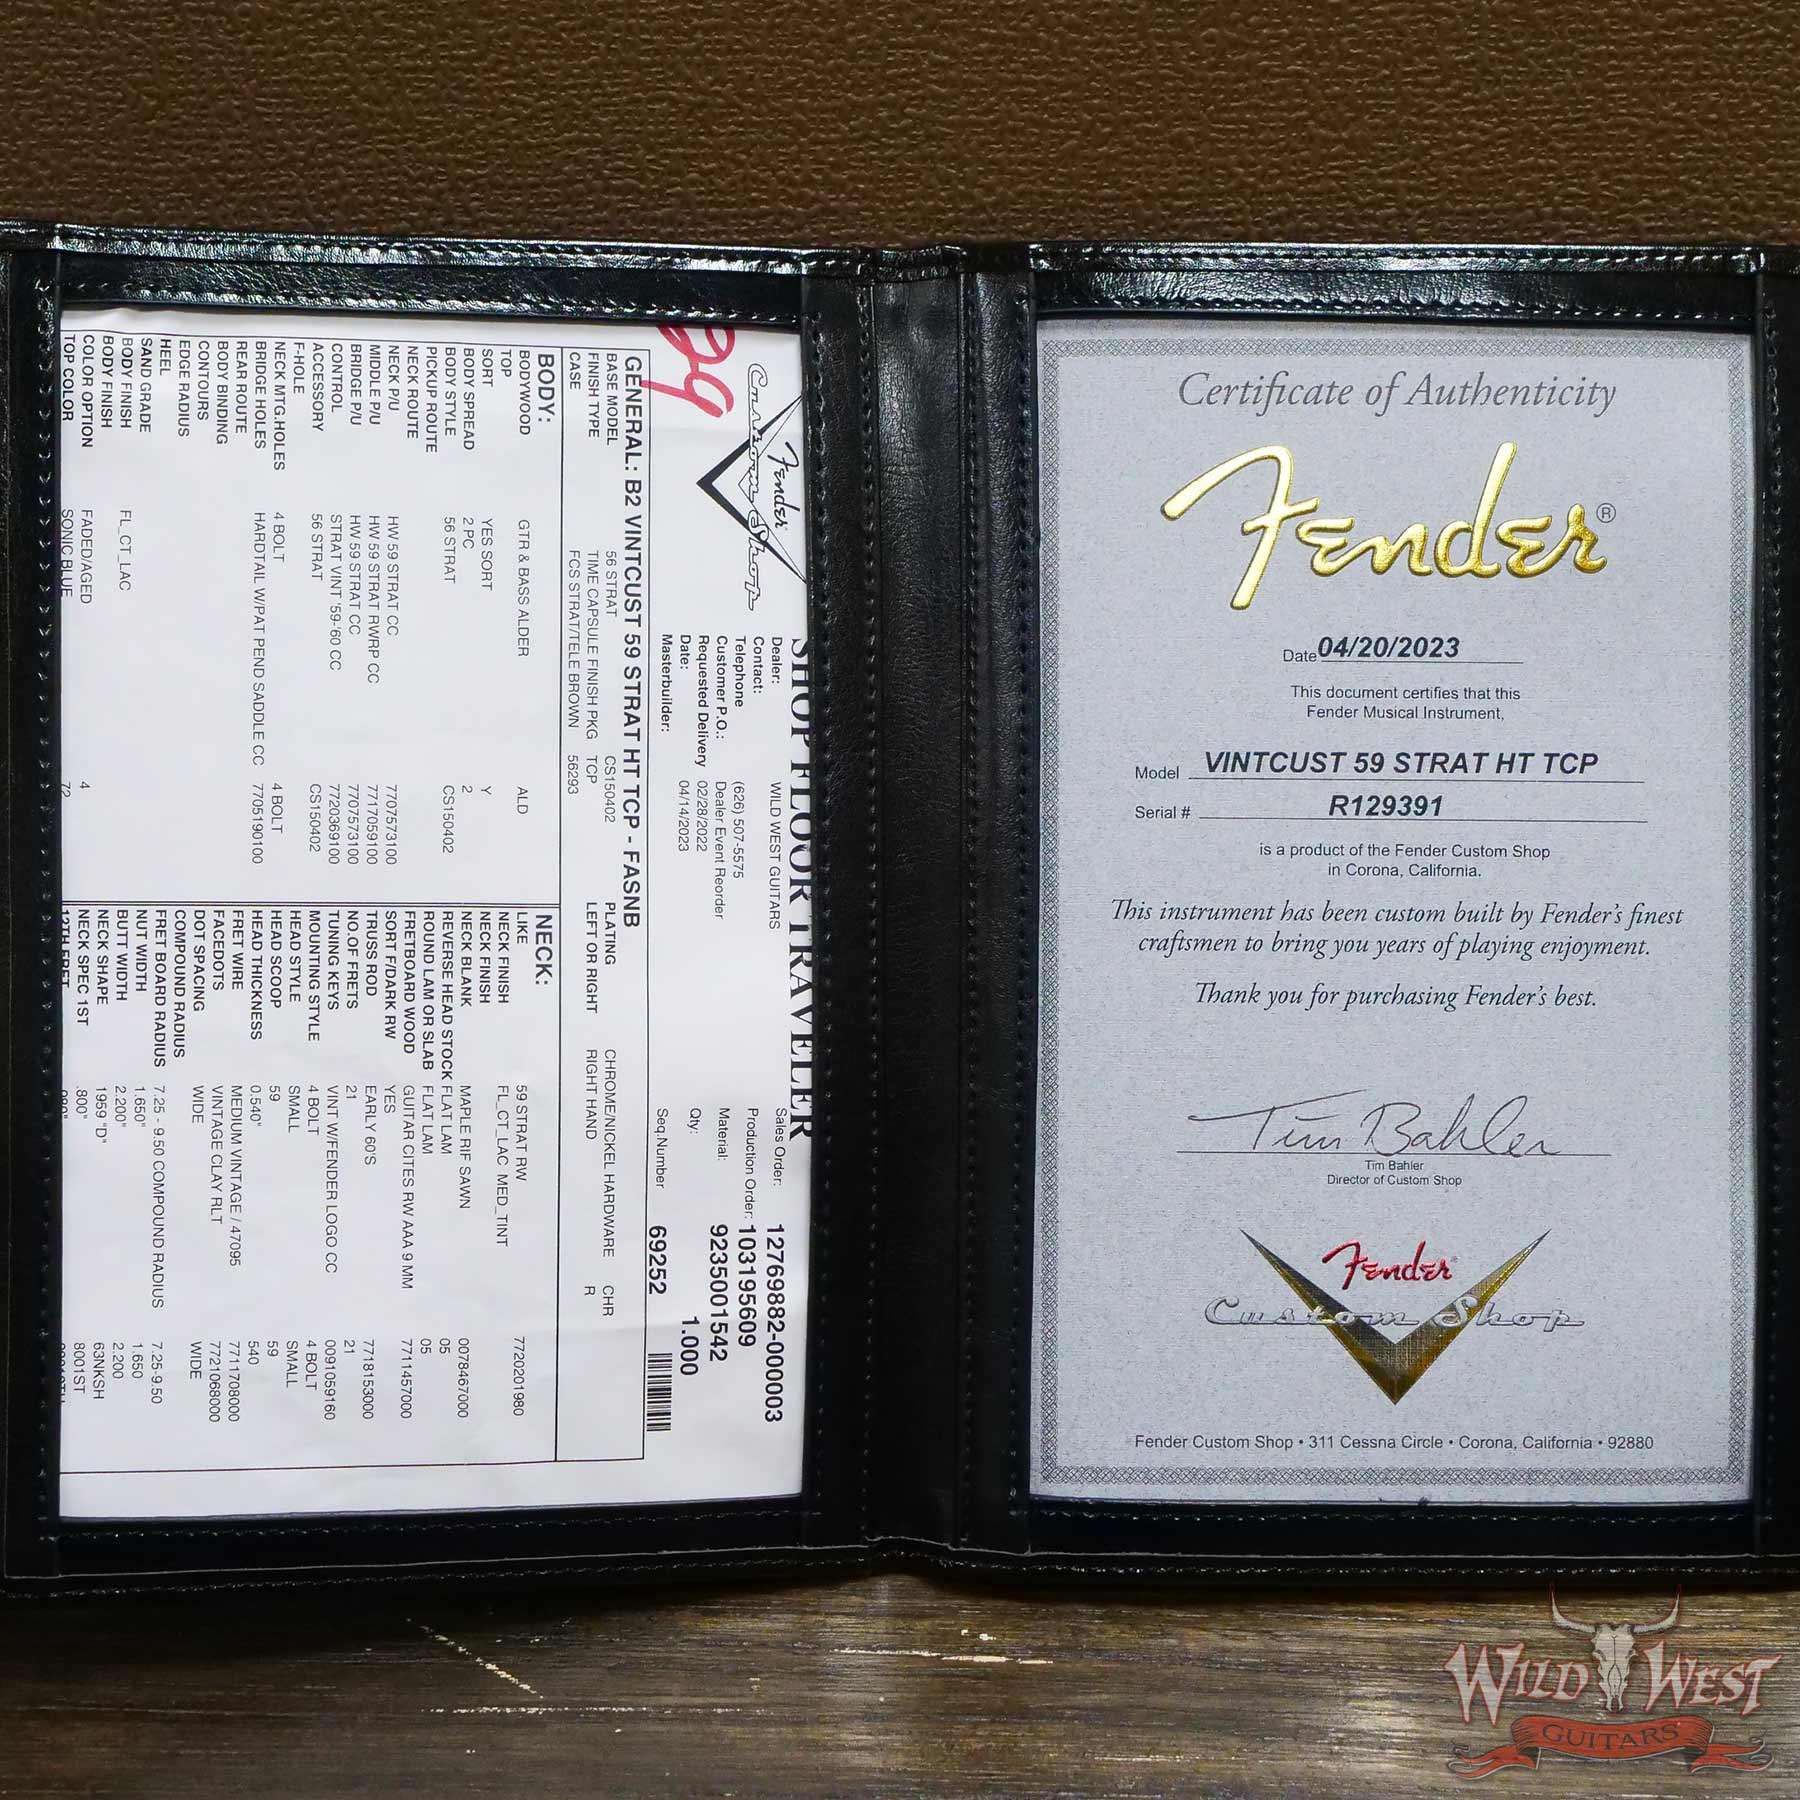 Fender
Custom Shop
SHOP FLOOR TRAVELER
Dealer: WILD WEST GUITARS
Contact:
Telephone (626) 507-5575
Customer P.O.: Dealer Event Reorder
Requested Delivery 02/28/2022
Date: 04/14/2023
Masterbuilder:
Sales Order: 12769882-000003
Production Order: 103195609
Material: 9235001542
Qty: 1.000
Seq.Number 69252
GENERAL: B2 VINTCUST 59 STRAT HT TCP - FASNB
BASE MODEL 56 STRAT CS150402 PLATING CHROME/NICKEL HARDWARE CHR
FINISH TYPE TIME CAPSULE FINISH PKG TCP LEFT OR RIGHT RIGHT HAND R
CASE FCS STRAT/TELE BROWN 56293
BODY:
BODYWOOD GTR & BASS ALDER ALD
TOP
SORT YES SORT Y
BODY SPREAD 2 PC 2
BODY STYLE 56 STRAT CS150402
PICKUP ROUTE
NECK ROUTE
NECK P/U HW 59 STRAT CC 7707573100
MIDDLE P/U HW 59 STRAT RWRP CC 7717059100
BRIDGE P/U HW 59 STRAT CC 7707573100
CONTROL STRAT VINT '59-'60 CC 7720369100
ACCESSORY 56 STRAT CS150402
F-HOLE
NECK MTG.HOLES 4 BOLT 4 BOLT
BRIDGE HOLES HARDTAIL W/PAT PEND SADDLE CC 7705190100
REAR ROUTE
BODY BINDING
CONTOURS
EDGE RADIUS
HEEL
SAND GRADE
BODY FINISH FL_CT_LAC
BODY FINISH
COLOR OPTION FADED/AGED 4
TOP COLOR SONIC BLUE 72
NECK:
LIKE 59 STRAT RW 7720201980
NECK FINISH FL_CT_LAC MED_TINT
NECK FINISH
NECK BLANK MAPLE RIF SAWN 0078467000
REVERSE HEAD STOCK FLAT LAM 05
ROUND LAM OR SLAB FLAT LAM 05
FRETBOARD WOOD GUITAR CITES RW AAA 9 MM 7711457000
SORT F/DARK RW YES
TRUSS ROD EARLY 60'S 7718153000
NO.OF FRETS 21 21
TUNING KEYS VINT W/FENDER LOGO CC 0091059160
MOUNTING STYLE 4 BOLT 4 BOLT
HEAD STYLE SMALL SMALL
HEAD SCOOP 59 59
HEAD THICKNESS 0.540" 540
FRET WIRE MEDIUM VINTAGE / 47095 7711708000
FACEDOTS VINTAGE CLAY RLT 7721068000
DOT SPACING WIDE WIDE
COMPOUND RADIUS
FRET BOARD RADIUS 7.25 - 9.50 COMPOUND RADIUS 7.25-9.50
NUT WIDTH 1.650" 1.650
BUTT WIDTH 2.200" 2.200
NECK SHAPE 1959 "D" 63NKSH
NECK SPEC 1ST .800" 8001ST
12TH FRET
Certificate of Authenticity
Fender®
Date 04/20/2023
This document certifies that this
Fender Musical Instrument,
Model VINTCUST 59 STRAT HT TCP
Serial # R129391
is a product of the Fender Custom Shop
in Corona, California.
This instrument has been custom built by Fender's finest
craftsmen to bring you years of playing enjoyment.
Thank you for purchasing Fender's best.
Tim Bahler
Tim Bahler
Director of Custom Shop
Fender
Custom Shop
Fender Custom Shop • 311 Cessna Circle • Corona, California • 92880
WILD WEST
GUITARS